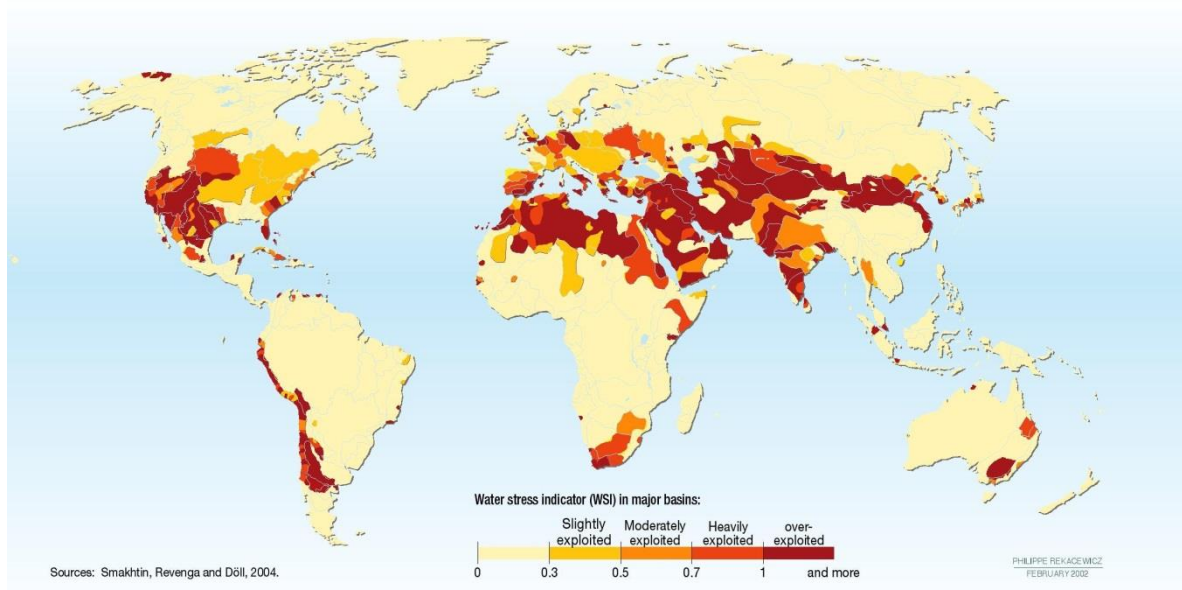 Water stress indicator (WSI) in major basins:
Slightly exploited
Moderately exploited
Heavily exploited
over-exploited
0
0.3
0.5
0.7
1
and more
Sources: Smakhtin, Revenga and Döll, 2004.
PHILIPPE REKACEWICZ
FEBRUARY 2002